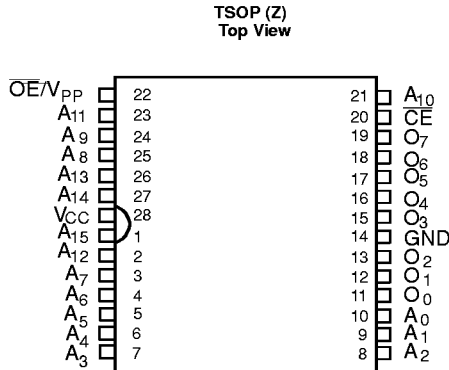 TSOP (Z)
Top View
O̅E̅/VPP 22 21 A10
A11 23 20 C̅E̅
A9 24 19 O7
A8 25 18 O6
A13 26 17 O5
A14 27 16 O4
VCC 28 15 O3
A15 1 14 GND
A12 2 13 O2
A7 3 12 O1
A6 4 11 O0
A5 5 10 A0
A4 6 9 A1
A3 7 8 A2